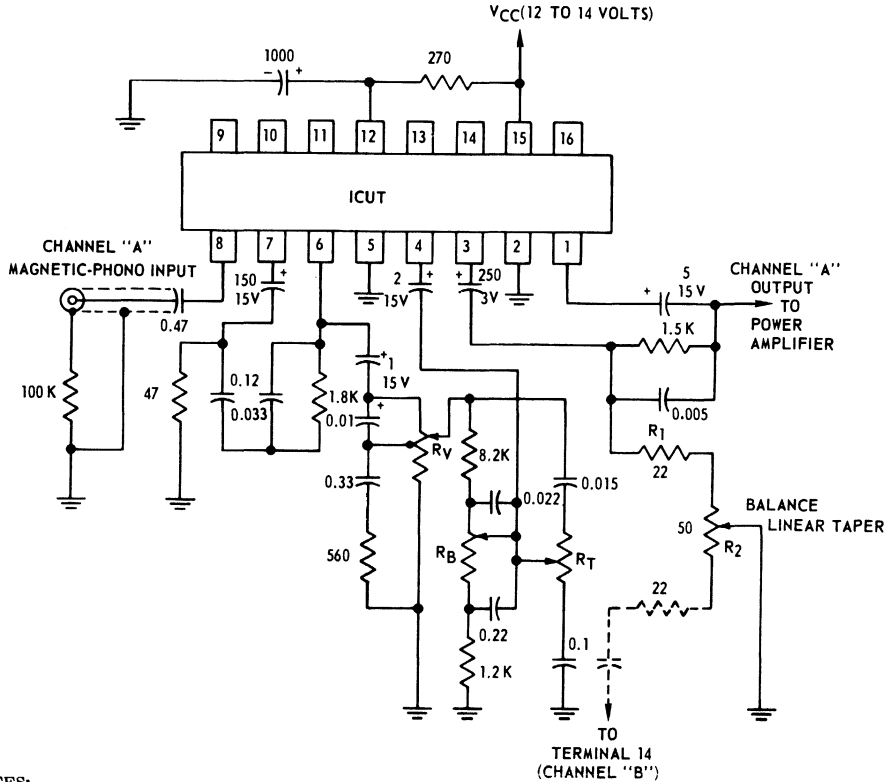 VCC (12 TO 14 VOLTS)
1000
270
- +
9 10 11 12 13 14 15 16
ICUT
8 7 6 5 4 3 2 1
CHANNEL "A"
MAGNETIC-PHONO INPUT
0.47
100 K
150
15V
+
47
0.12
0.033
1.8K
+
1
15 V
+
0.01
0.33
560
RV
2
15V
+
+
250
3V
8.2K
0.022
RB
0.22
1.2 K
0.015
RT
0.1
+
5
15 V
CHANNEL "A"
OUTPUT
TO
POWER
AMPLIFIER
1.5 K
0.005
R1
22
50
R2
BALANCE
LINEAR TAPER
22
TO
TERMINAL 14
(CHANNEL "B")